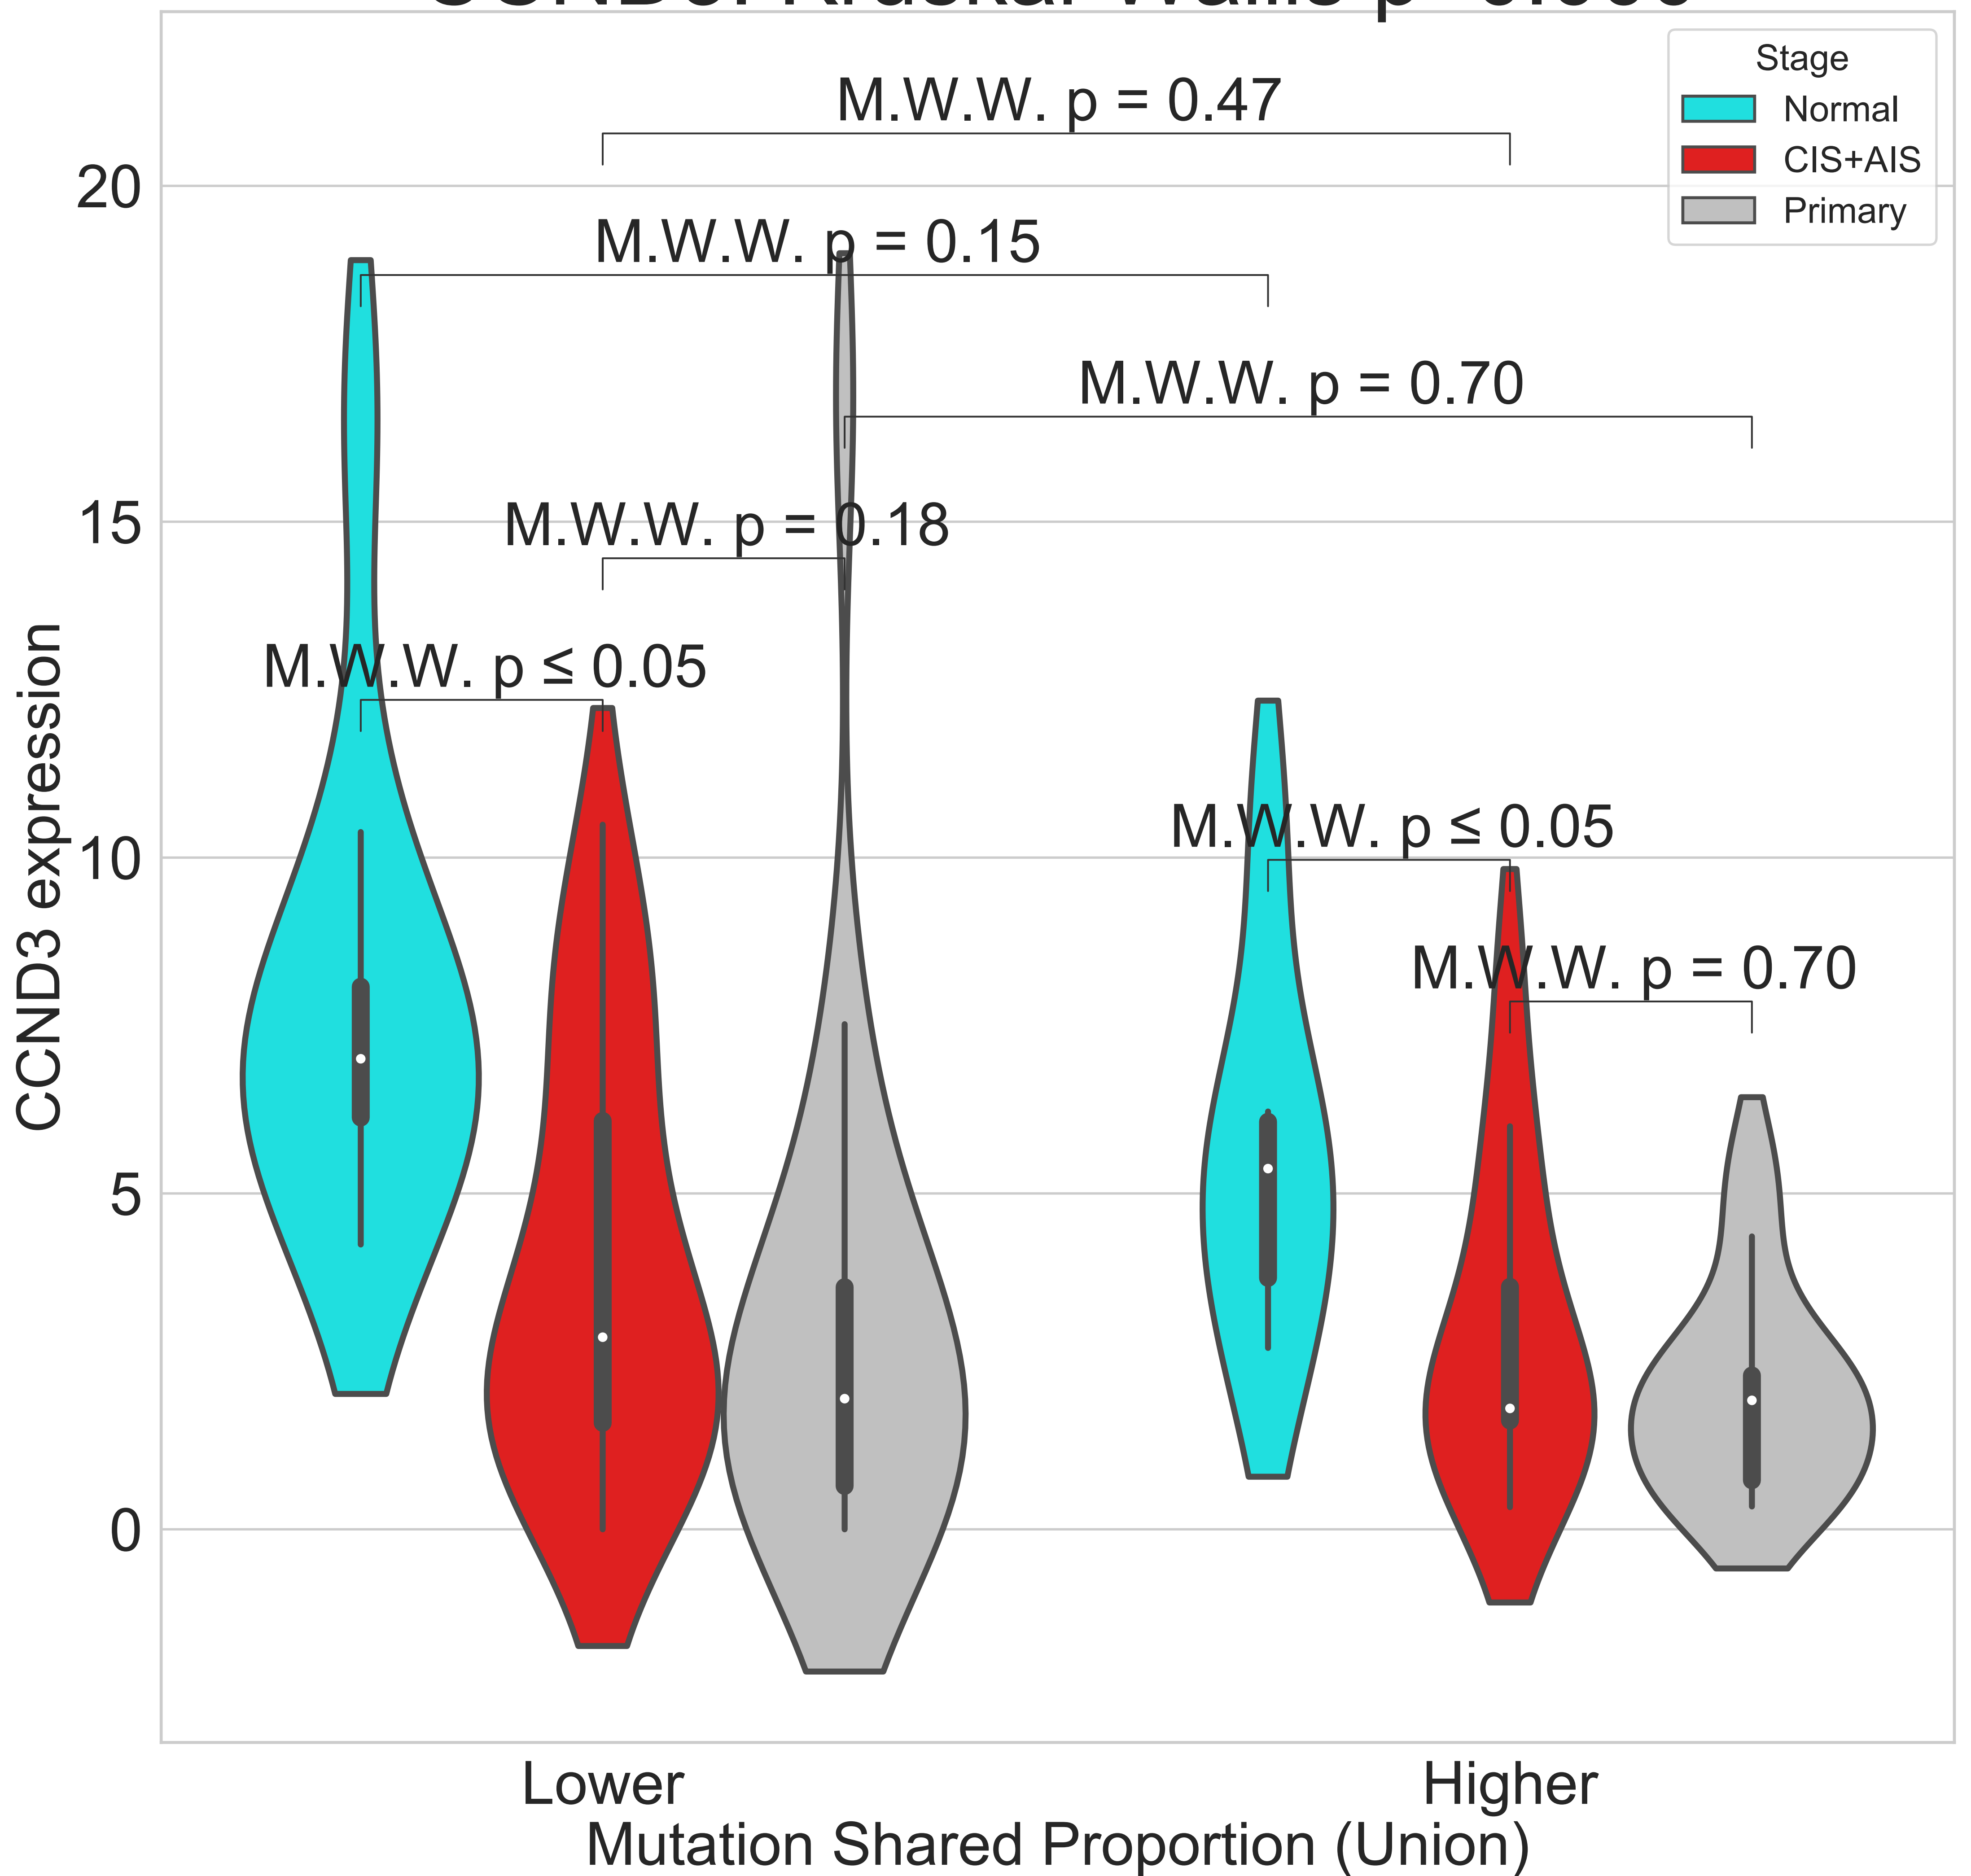 Stage
Normal
CIS+AIS
Primary
M.W.W. p = 0.47
M.W.W. p = 0.15
M.W.W. p = 0.70
M.W.W. p = 0.18
M.W.W. p ≤ 0.05
M.W.W. p ≤ 0.05
M.W.W. p = 0.70
20
15
10
5
0
CCND3 expression
Lower
Higher
Mutation Shared Proportion (Union)